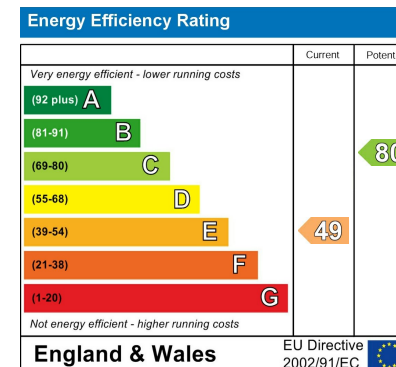 Energy Efficiency Rating
Current Potent
Very energy efficient - lower running costs
(92 plus) A
(81-91) B
(69-80) C
80
(55-68) D
(39-54) E
49
(21-38) F
(1-20) G
Not energy efficient - higher running costs
England & Wales
EU Directive
2002/91/EC